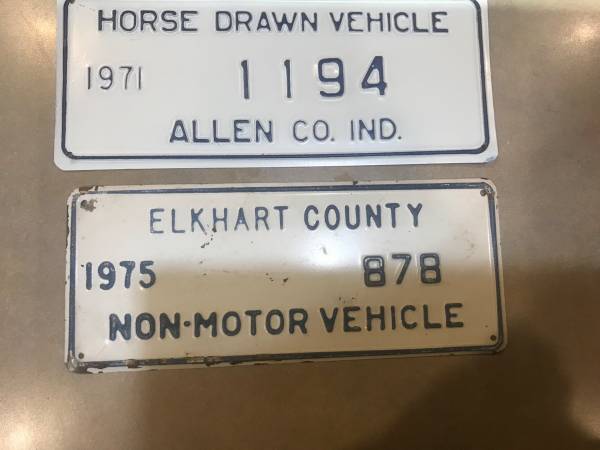 HORSE DRAWN VEHICLE
1971 1194
ALLEN CO. IND.
ELKHART COUNTY
1975 878
NON-MOTOR VEHICLE